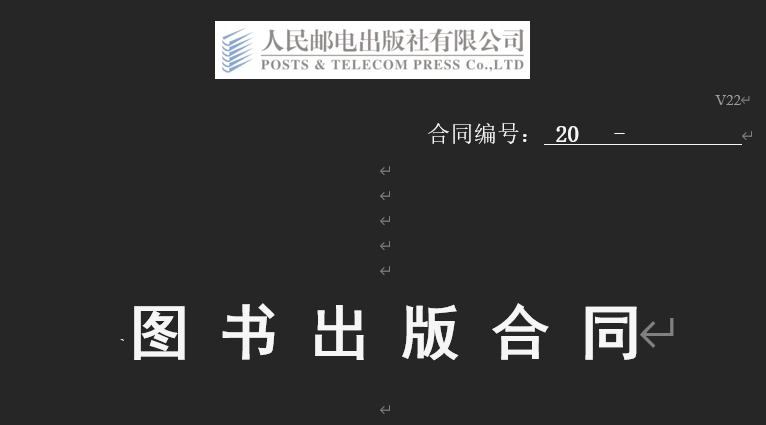 人民邮电出版社有限公司
POSTS & TELECOM PRESS Co.,LTD
V22
合同编号： 20 －
图 书 出 版 合 同